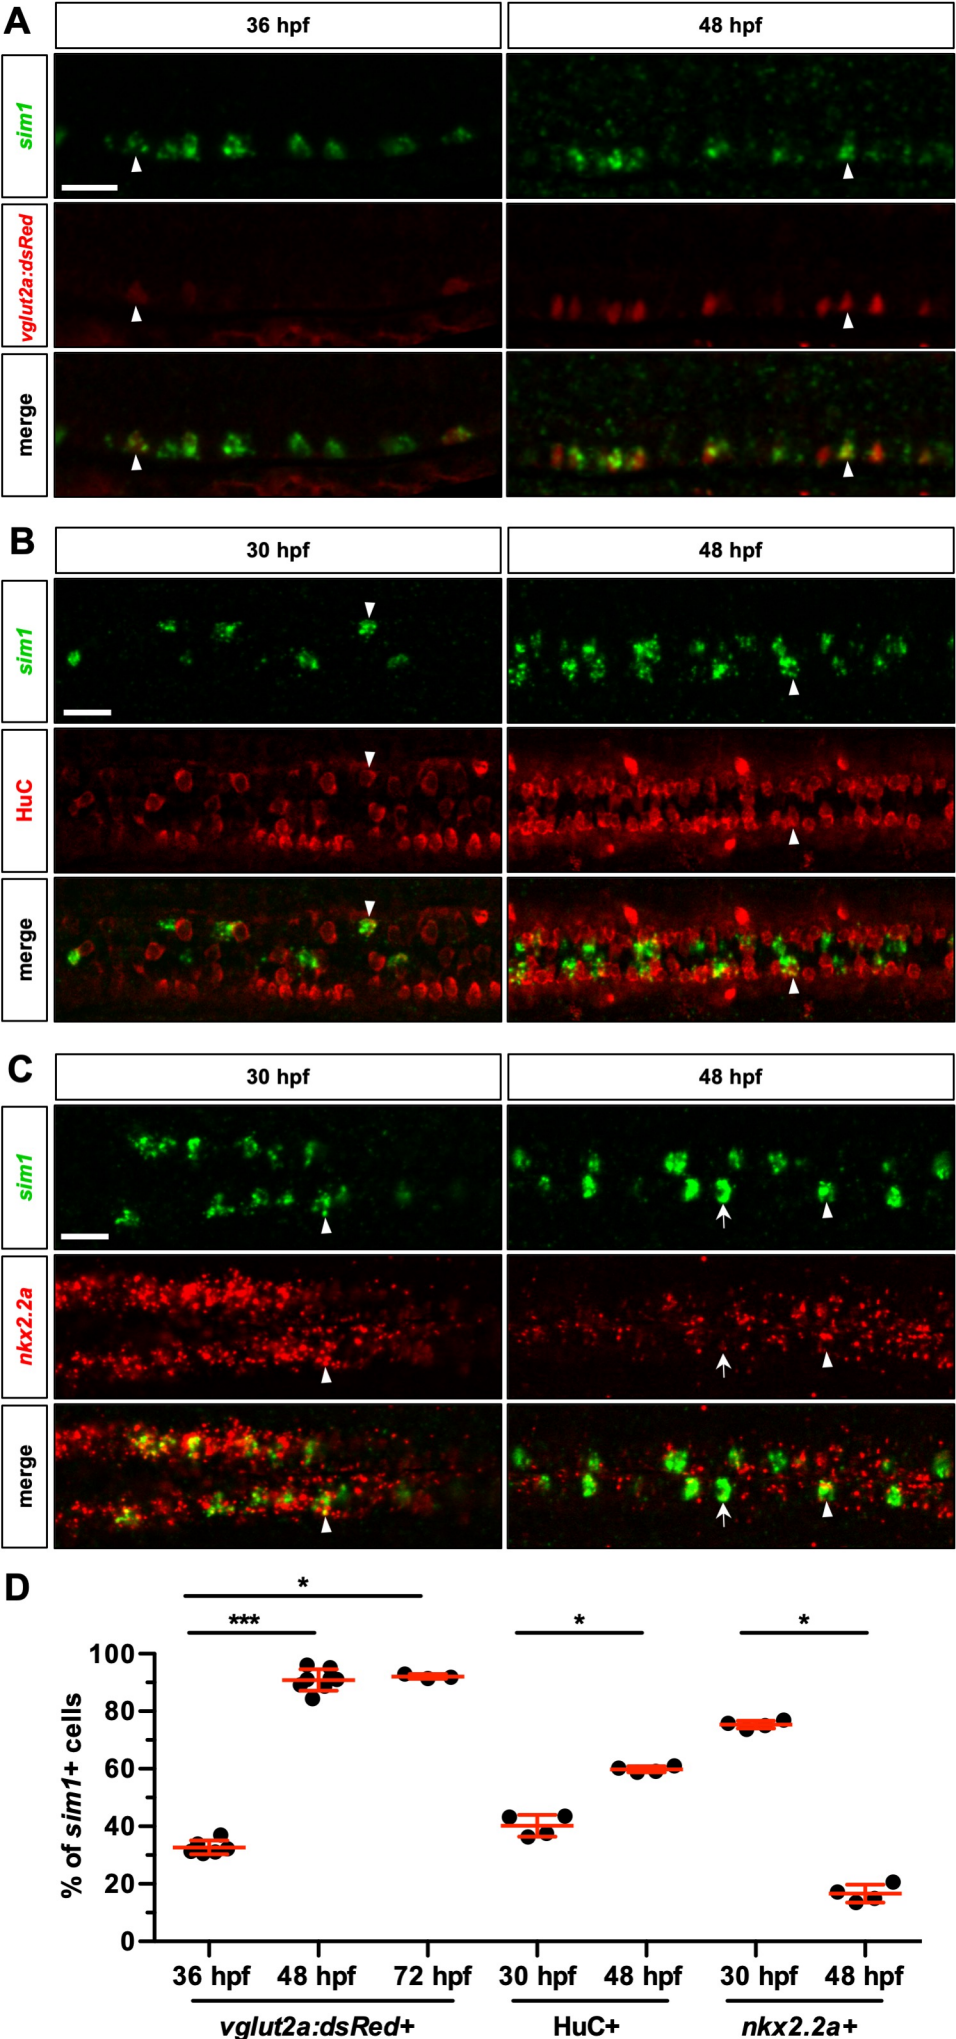 A
36 hpf
48 hpf
sim1
vglut2a:dsRed
merge
B
30 hpf
48 hpf
sim1
HuC
merge
C
30 hpf
48 hpf
sim1
nkx2.2a
merge
D
*
***
*
*
% of sim1+ cells
100
80
60
40
20
0
36 hpf 48 hpf 72 hpf 30 hpf 48 hpf 30 hpf 48 hpf
vglut2a:dsRed+ HuC+ nkx2.2a+